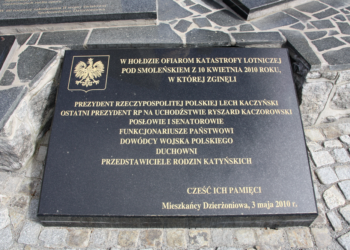 W HOŁDZIE OFIAROM KATASTROFY LOTNICZEJ
POD SMOLEŃSKIEM Z 10 KWIETNIA 2010 ROKU,
W KTÓREJ ZGINĘLI
PREZYDENT RZECZYPOSPOLITEJ POLSKIEJ LECH KACZYŃSKI
OSTATNI PREZYDENT RP NA UCHODŹSTWIE RYSZARD KACZOROWSKI
POSŁOWIE I SENATOROWIE
FUNKCJONARIUSZE PAŃSTWOWI
DOWÓDCY WOJSKA POLSKIEGO
DUCHOWNI
PRZEDSTAWICIELE RODZIN KATYŃSKICH
CZEŚĆ ICH PAMIĘCI
Mieszkańcy Dzierżoniowa, 3 maja 2010 r.